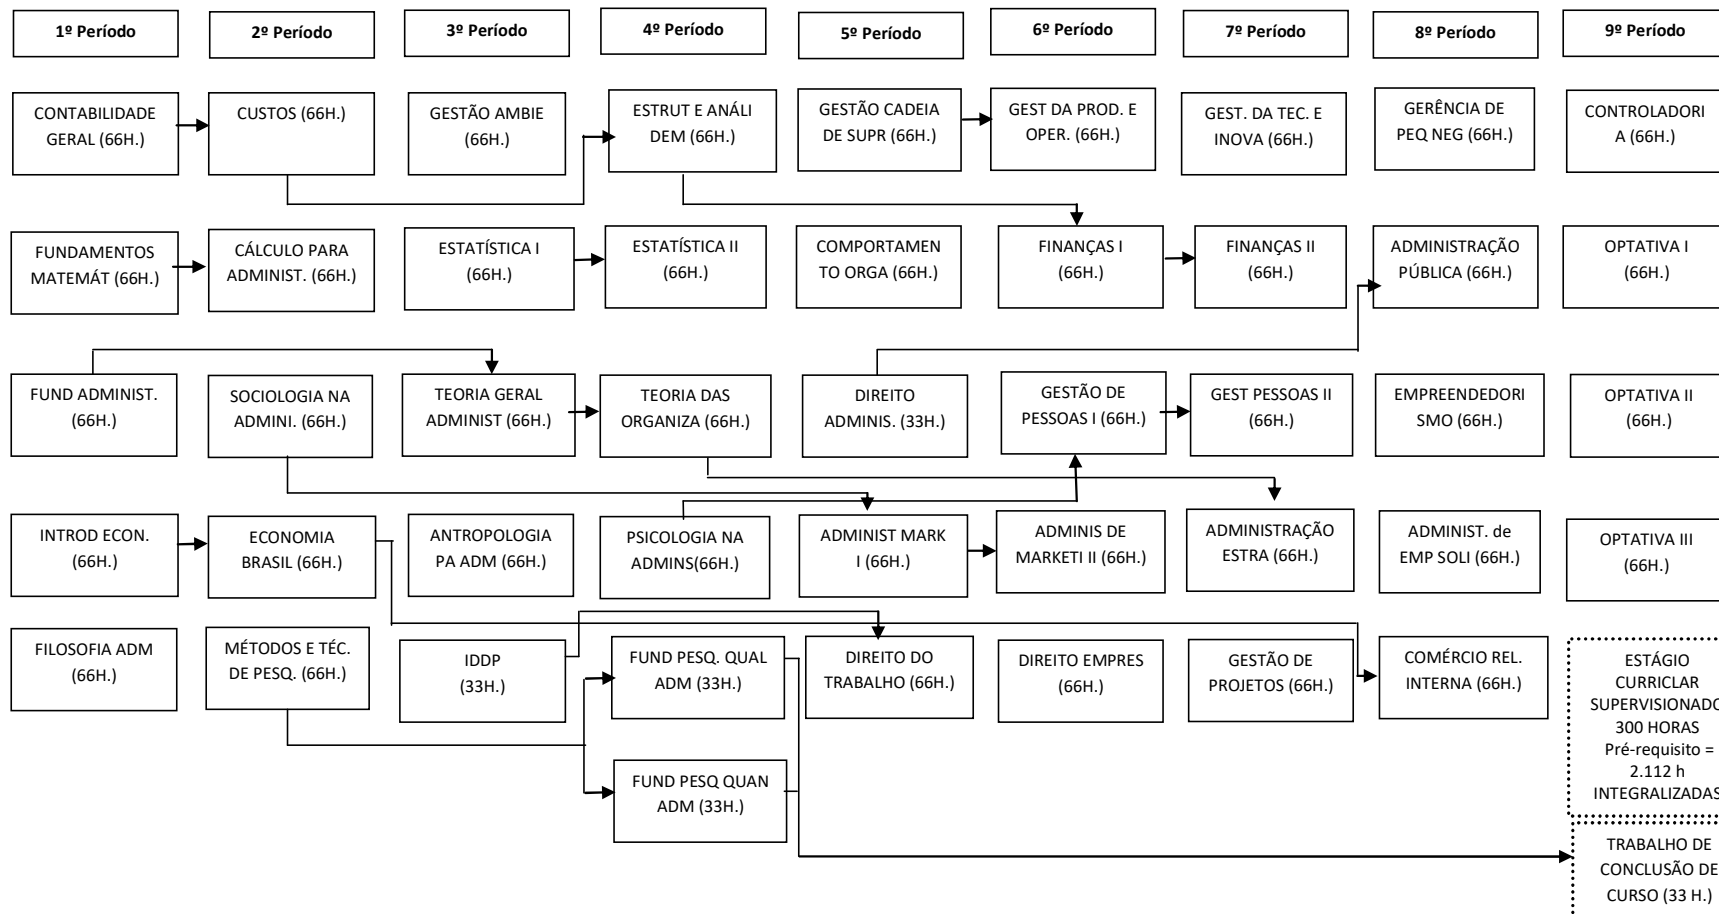 1º Período
2º Período
3º Período
4º Período
5º Período
6º Período
7º Período
8º Período
9º Período
CONTABILIDADE
GERAL (66H.)
CUSTOS (66H.)
GESTÃO AMBIE
(66H.)
ESTRUT E ANÁLI
DEM (66H.)
GESTÃO CADEIA
DE SUPR (66H.)
GEST DA PROD. E
OPER. (66H.)
GEST. DA TEC. E
INOVA (66H.)
GERÊNCIA DE
PEQ NEG (66H.)
CONTROLADORI
A (66H.)
FUNDAMENTOS
MATEMÁT (66H.)
CÁLCULO PARA
ADMINIST. (66H.)
ESTATÍSTICA I
(66H.)
ESTATÍSTICA II
(66H.)
COMPORTAMEN
TO ORGA (66H.)
FINANÇAS I
(66H.)
FINANÇAS II
(66H.)
ADMINISTRAÇÃO
PÚBLICA (66H.)
OPTATIVA I
(66H.)
FUND ADMINIST.
(66H.)
SOCIOLOGIA NA
ADMINI. (66H.)
TEORIA GERAL
ADMINIST (66H.)
TEORIA DAS
ORGANIZA (66H.)
DIREITO
ADMINIS. (33H.)
GESTÃO DE
PESSOAS I (66H.)
GEST PESSOAS II
(66H.)
EMPREENDEDORI
SMO (66H.)
OPTATIVA II
(66H.)
INTROD ECON.
(66H.)
ECONOMIA
BRASIL (66H.)
ANTROPOLOGIA
PA ADM (66H.)
PSICOLOGIA NA
ADMINS(66H.)
ADMINIST MARK
I (66H.)
ADMINIS DE
MARKETI II (66H.)
ADMINISTRAÇÃO
ESTRA (66H.)
ADMINIST. de
EMP SOLI (66H.)
OPTATIVA III
(66H.)
FILOSOFIA ADM
(66H.)
MÉTODOS E TÉC.
DE PESQ. (66H.)
IDDP
(33H.)
FUND PESQ. QUAL
ADM (33H.)
DIREITO DO
TRABALHO (66H.)
DIREITO EMPRES
(66H.)
GESTÃO DE
PROJETOS (66H.)
COMÉRCIO REL.
INTERNA (66H.)
ESTÁGIO
CURRICLAR
SUPERVISIONADO
300 HORAS
Pré-requisito =
2.112 h
INTEGRALIZADAS
FUND PESQ QUAN
ADM (33H.)
TRABALHO DE
CONCLUSÃO DE
CURSO (33 H.)